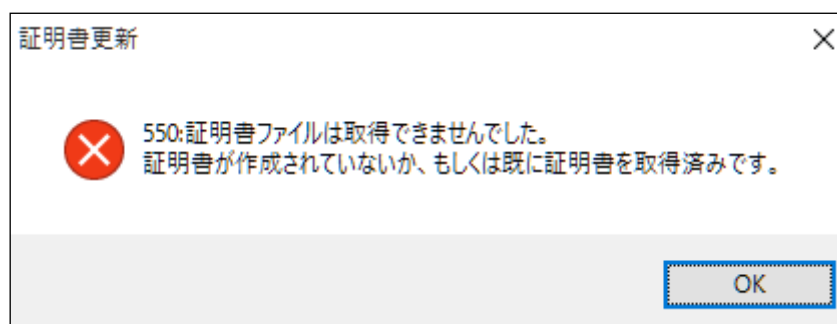 証明書更新
550:証明書ファイルは取得できませんでした。
証明書が作成されていないか、もしくは既に証明書を取得済みです。
OK